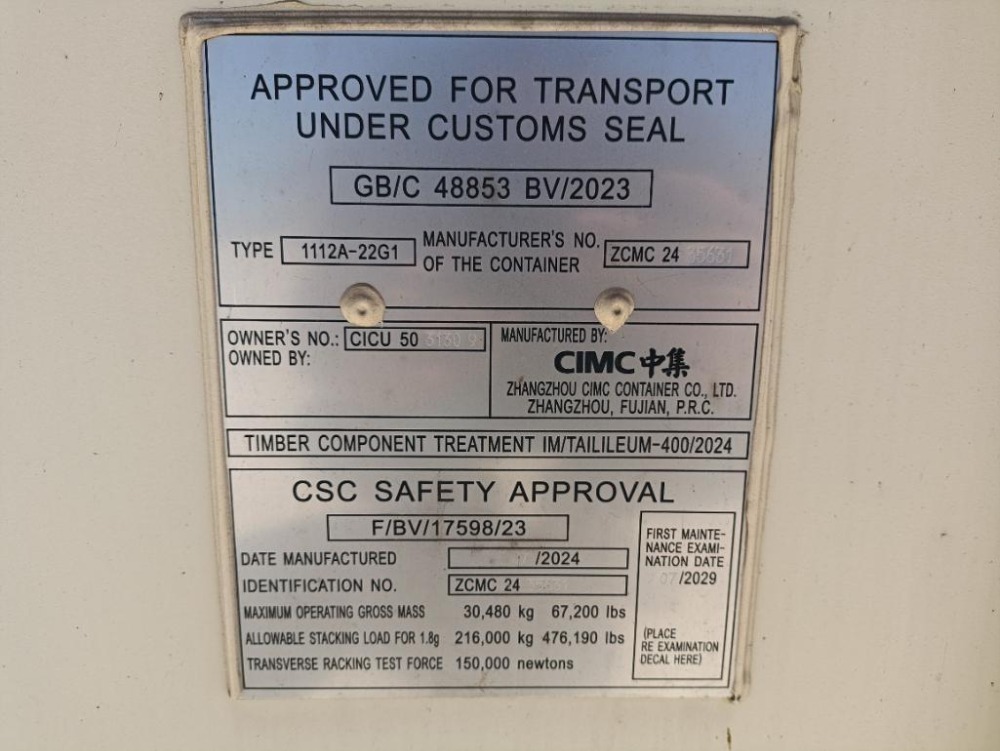 APPROVED FOR TRANSPORT
UNDER CUSTOMS SEAL
GB/C 48853 BV/2023
TYPE 1112A-22G1
MANUFACTURER'S NO.
OF THE CONTAINER
ZCMC 24
OWNER'S NO.: CICU 50
OWNED BY:
MANUFACTURED BY:
CIMC 中集
ZHANGZHOU CIMC CONTAINER CO., LTD.
ZHANGZHOU, FUJIAN, P.R.C.
TIMBER COMPONENT TREATMENT IM/TAILILEUM-400/2024
CSC SAFETY APPROVAL
F/BV/17598/23
DATE MANUFACTURED /2024
IDENTIFICATION NO. ZCMC 24
MAXIMUM OPERATING GROSS MASS 30,480 kg 67,200 lbs
ALLOWABLE STACKING LOAD FOR 1.8g 216,000 kg 476,190 lbs
TRANSVERSE RACKING TEST FORCE 150,000 newtons
FIRST MAINTE-
NANCE EXAMI-
NATION DATE
07/2029
(PLACE
RE EXAMINATION
DECAL HERE)